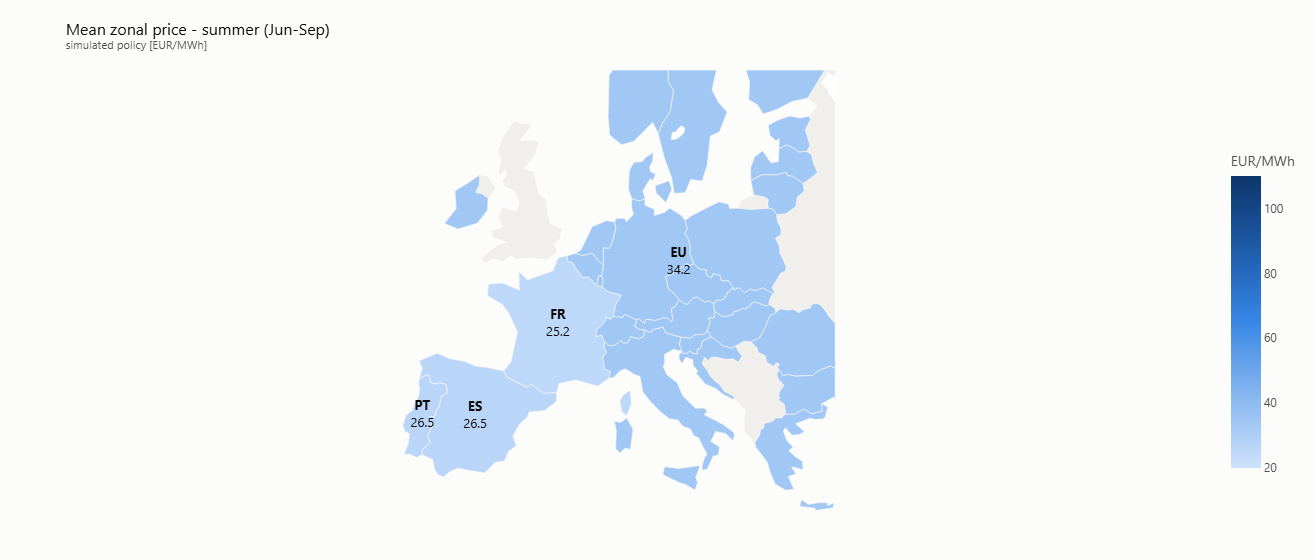 Mean zonal price - summer (Jun-Sep)
simulated policy [EUR/MWh]
EUR/MWh
100
80
60
40
20
EU
34.2
FR
25.2
PT
26.5
ES
26.5